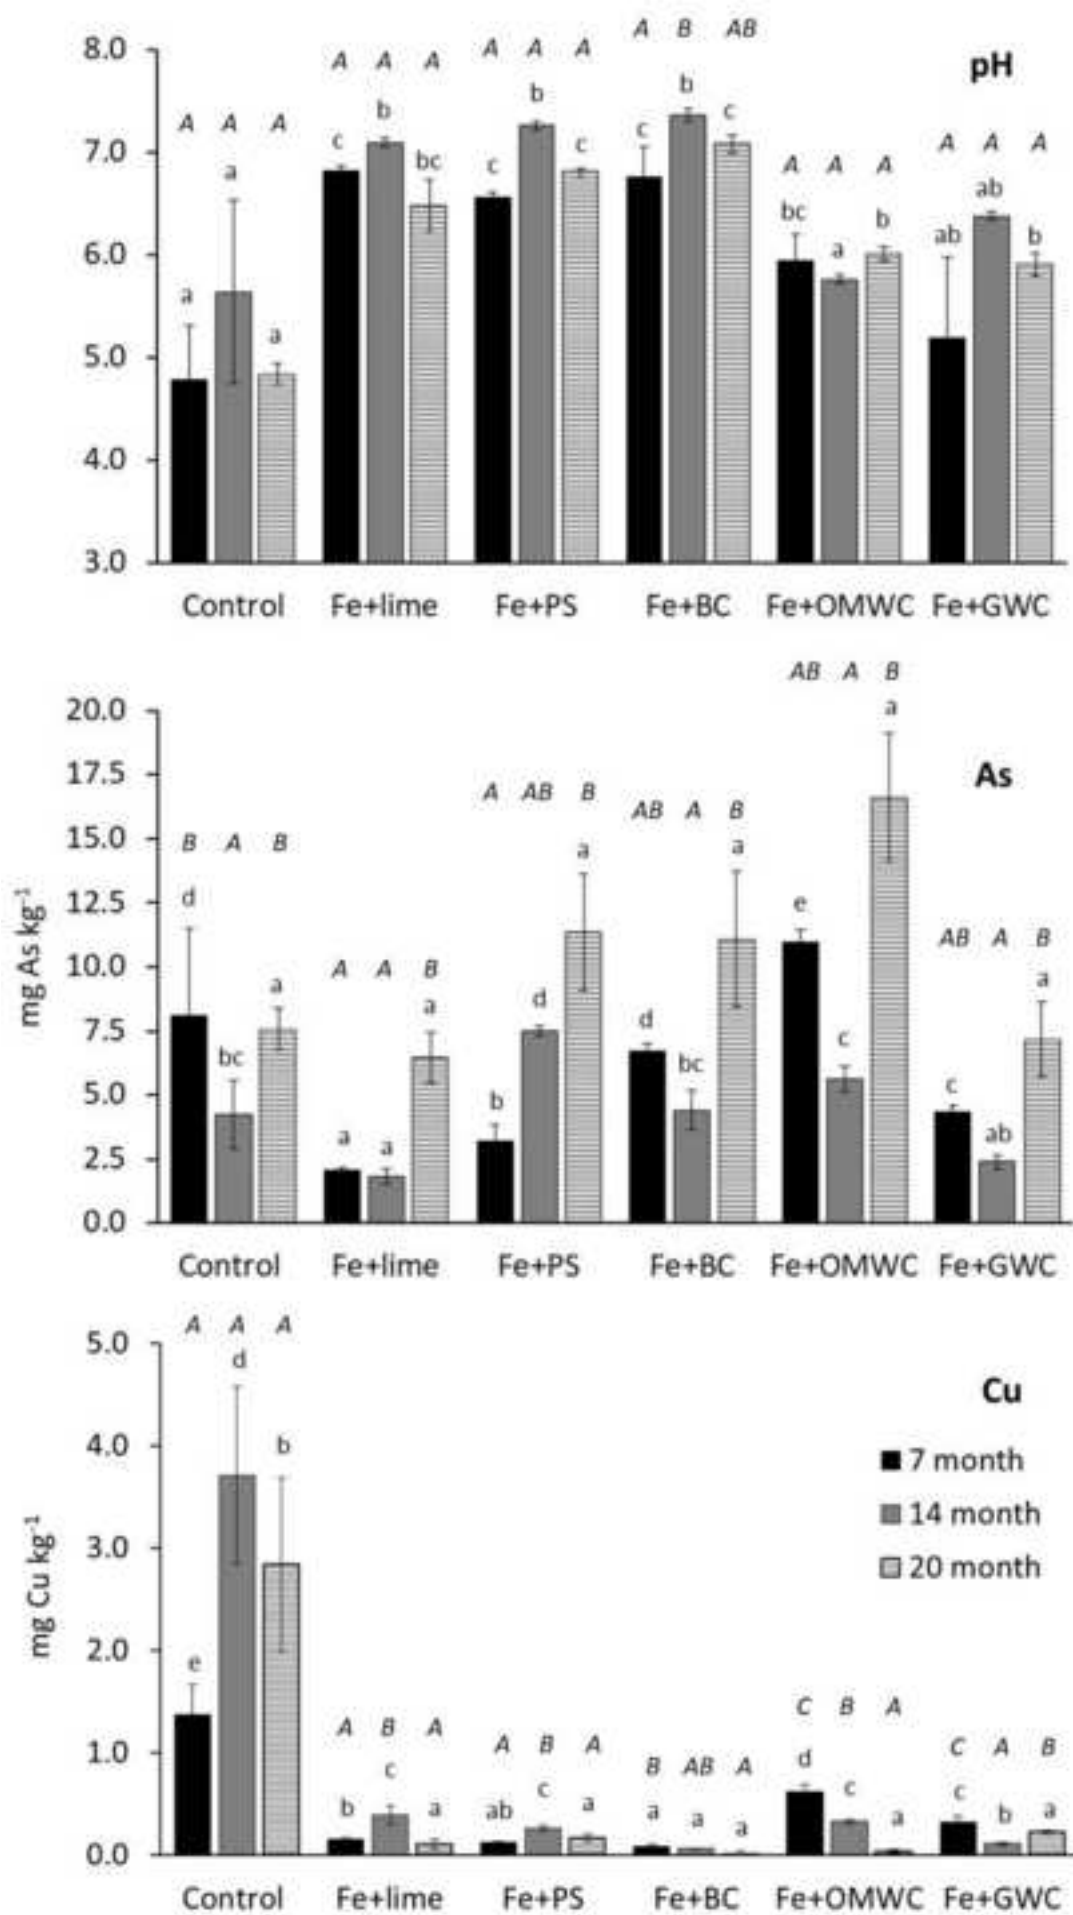 A B AB
8.0 A A A A A A pH
A A A b b c
c b c
7.0 c b c c A A A A A A
a bc bc a b ab ab b
6.0
a a
5.0
4.0
3.0
Control Fe+lime Fe+PS Fe+BC Fe+OMWC Fe+GWC
AB A B
20.0 a
17.5 As
A AB B AB A B
15.0
B A B a a
12.5 d e
10.0 A A B AB A B
a a d d c a
7.5
bc b bc c
5.0
a a ab
2.5
0.0
mg As kg⁻¹
Control Fe+lime Fe+PS Fe+BC Fe+OMWC Fe+GWC
A A A
5.0 d
Cu
4.0 b
7 month
14 month
3.0
20 month
2.0
e
A B A A B A B AB A C B A C A B
1.0
b c a ab c a a a a d c a c b a
0.0
mg Cu kg⁻¹
Control Fe+lime Fe+PS Fe+BC Fe+OMWC Fe+GWC